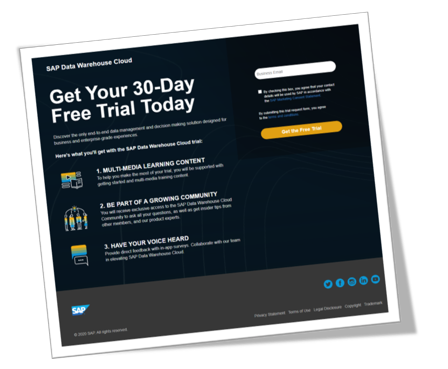 SAP Data Warehouse Cloud
Get Your 30-Day
Free Trial Today
Discover the only end-to-end data management and decision making solution designed for
business and enterprise-grade experiences.
Here's what you'll get with the SAP Data Warehouse Cloud trial:
1. MULTI-MEDIA LEARNING CONTENT
To help you make the most of your trial, you will be supported with
getting started and multi-media training content
2. BE PART OF A GROWING COMMUNITY
You will receive exclusive access to the SAP Data Warehouse Cloud
Community to ask all your questions, as well as get insider tips from
other members, and our product experts.
3. HAVE YOUR VOICE HEARD
Provide direct feedback with in-app surveys. Collaborate with our team
in elevating SAP Data Warehouse Cloud
Business Email
By checking this box, you agree that your contact
details will be used by SAP in accordance with
the SAP Marketing
By submitting this trial request form, you agree
to the terms and conditions
Get the Free Trial
SAP
© 2020 SAP. All rights reserved.
Privacy Statement Terms of Use Legal Disclosure Copyright Trademark